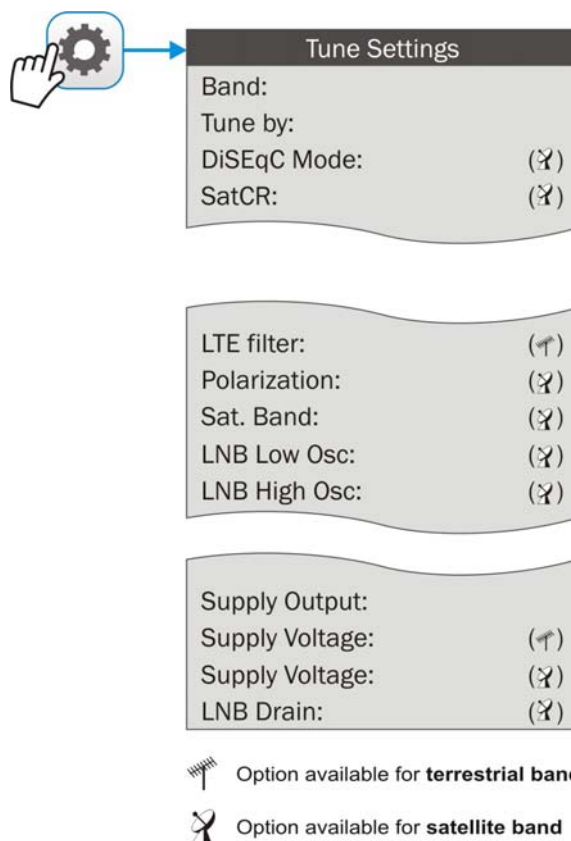 Tune Settings
Band:
Tune by:
DiSEqC Mode: ( )
SatCR: ( )
LTE filter: ( )
Polarization: ( )
Sat. Band: ( )
LNB Low Osc: ( )
LNB High Osc: ( )
Supply Output:
Supply Voltage: ( )
Supply Voltage: ( )
LNB Drain: ( )
Option available for terrestrial band
Option available for satellite band